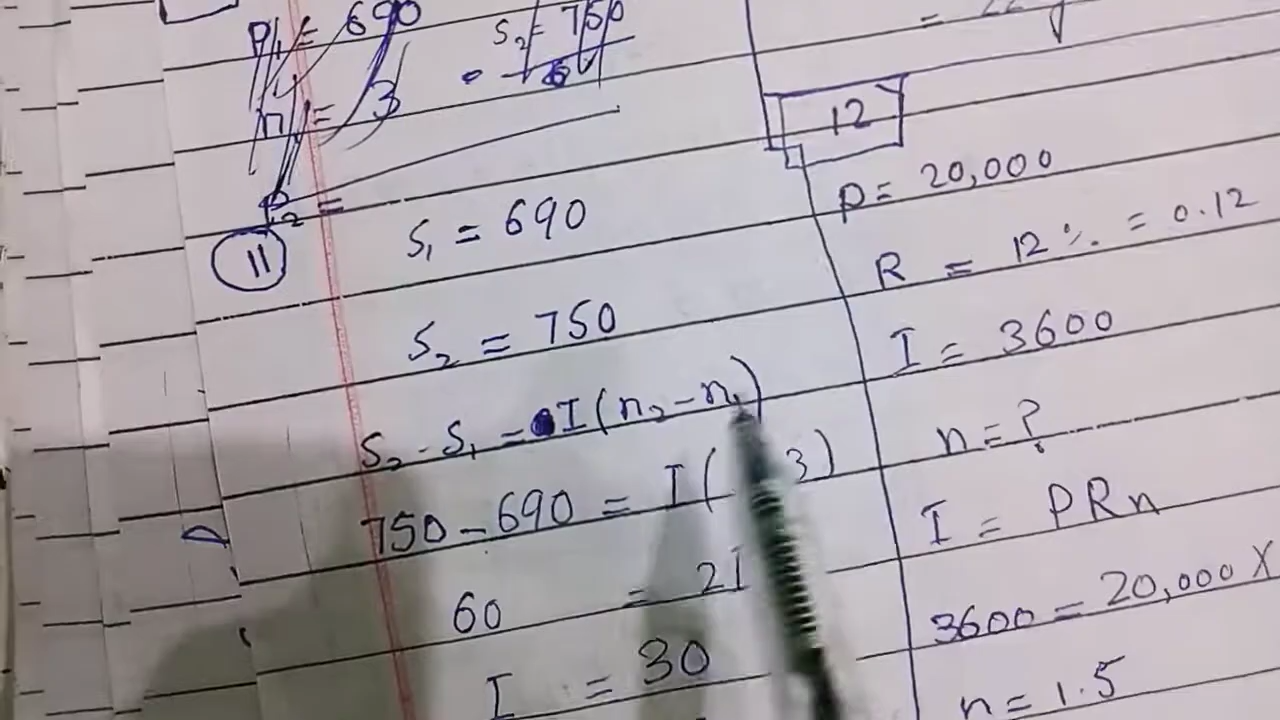 P₁ = 690
S₂ = 750
n₁ = 3
P₂ =
11
S₁ = 690
S₂ = 750
S₂ - S₁ = I(n₂ - n₁)
750 - 690 = I( 3)
60 = 2I
I = 30
12
P = 20,000
R = 12% = 0.12
I = 3600
n = ?
I = PRn
3600 = 20,000 X
n = 1.5